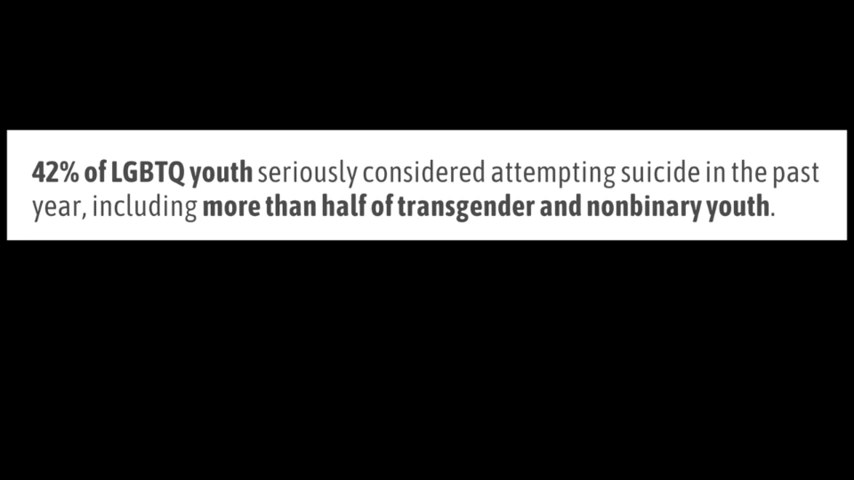 42% of LGBTQ youth seriously considered attempting suicide in the past
year, including more than half of transgender and nonbinary youth.